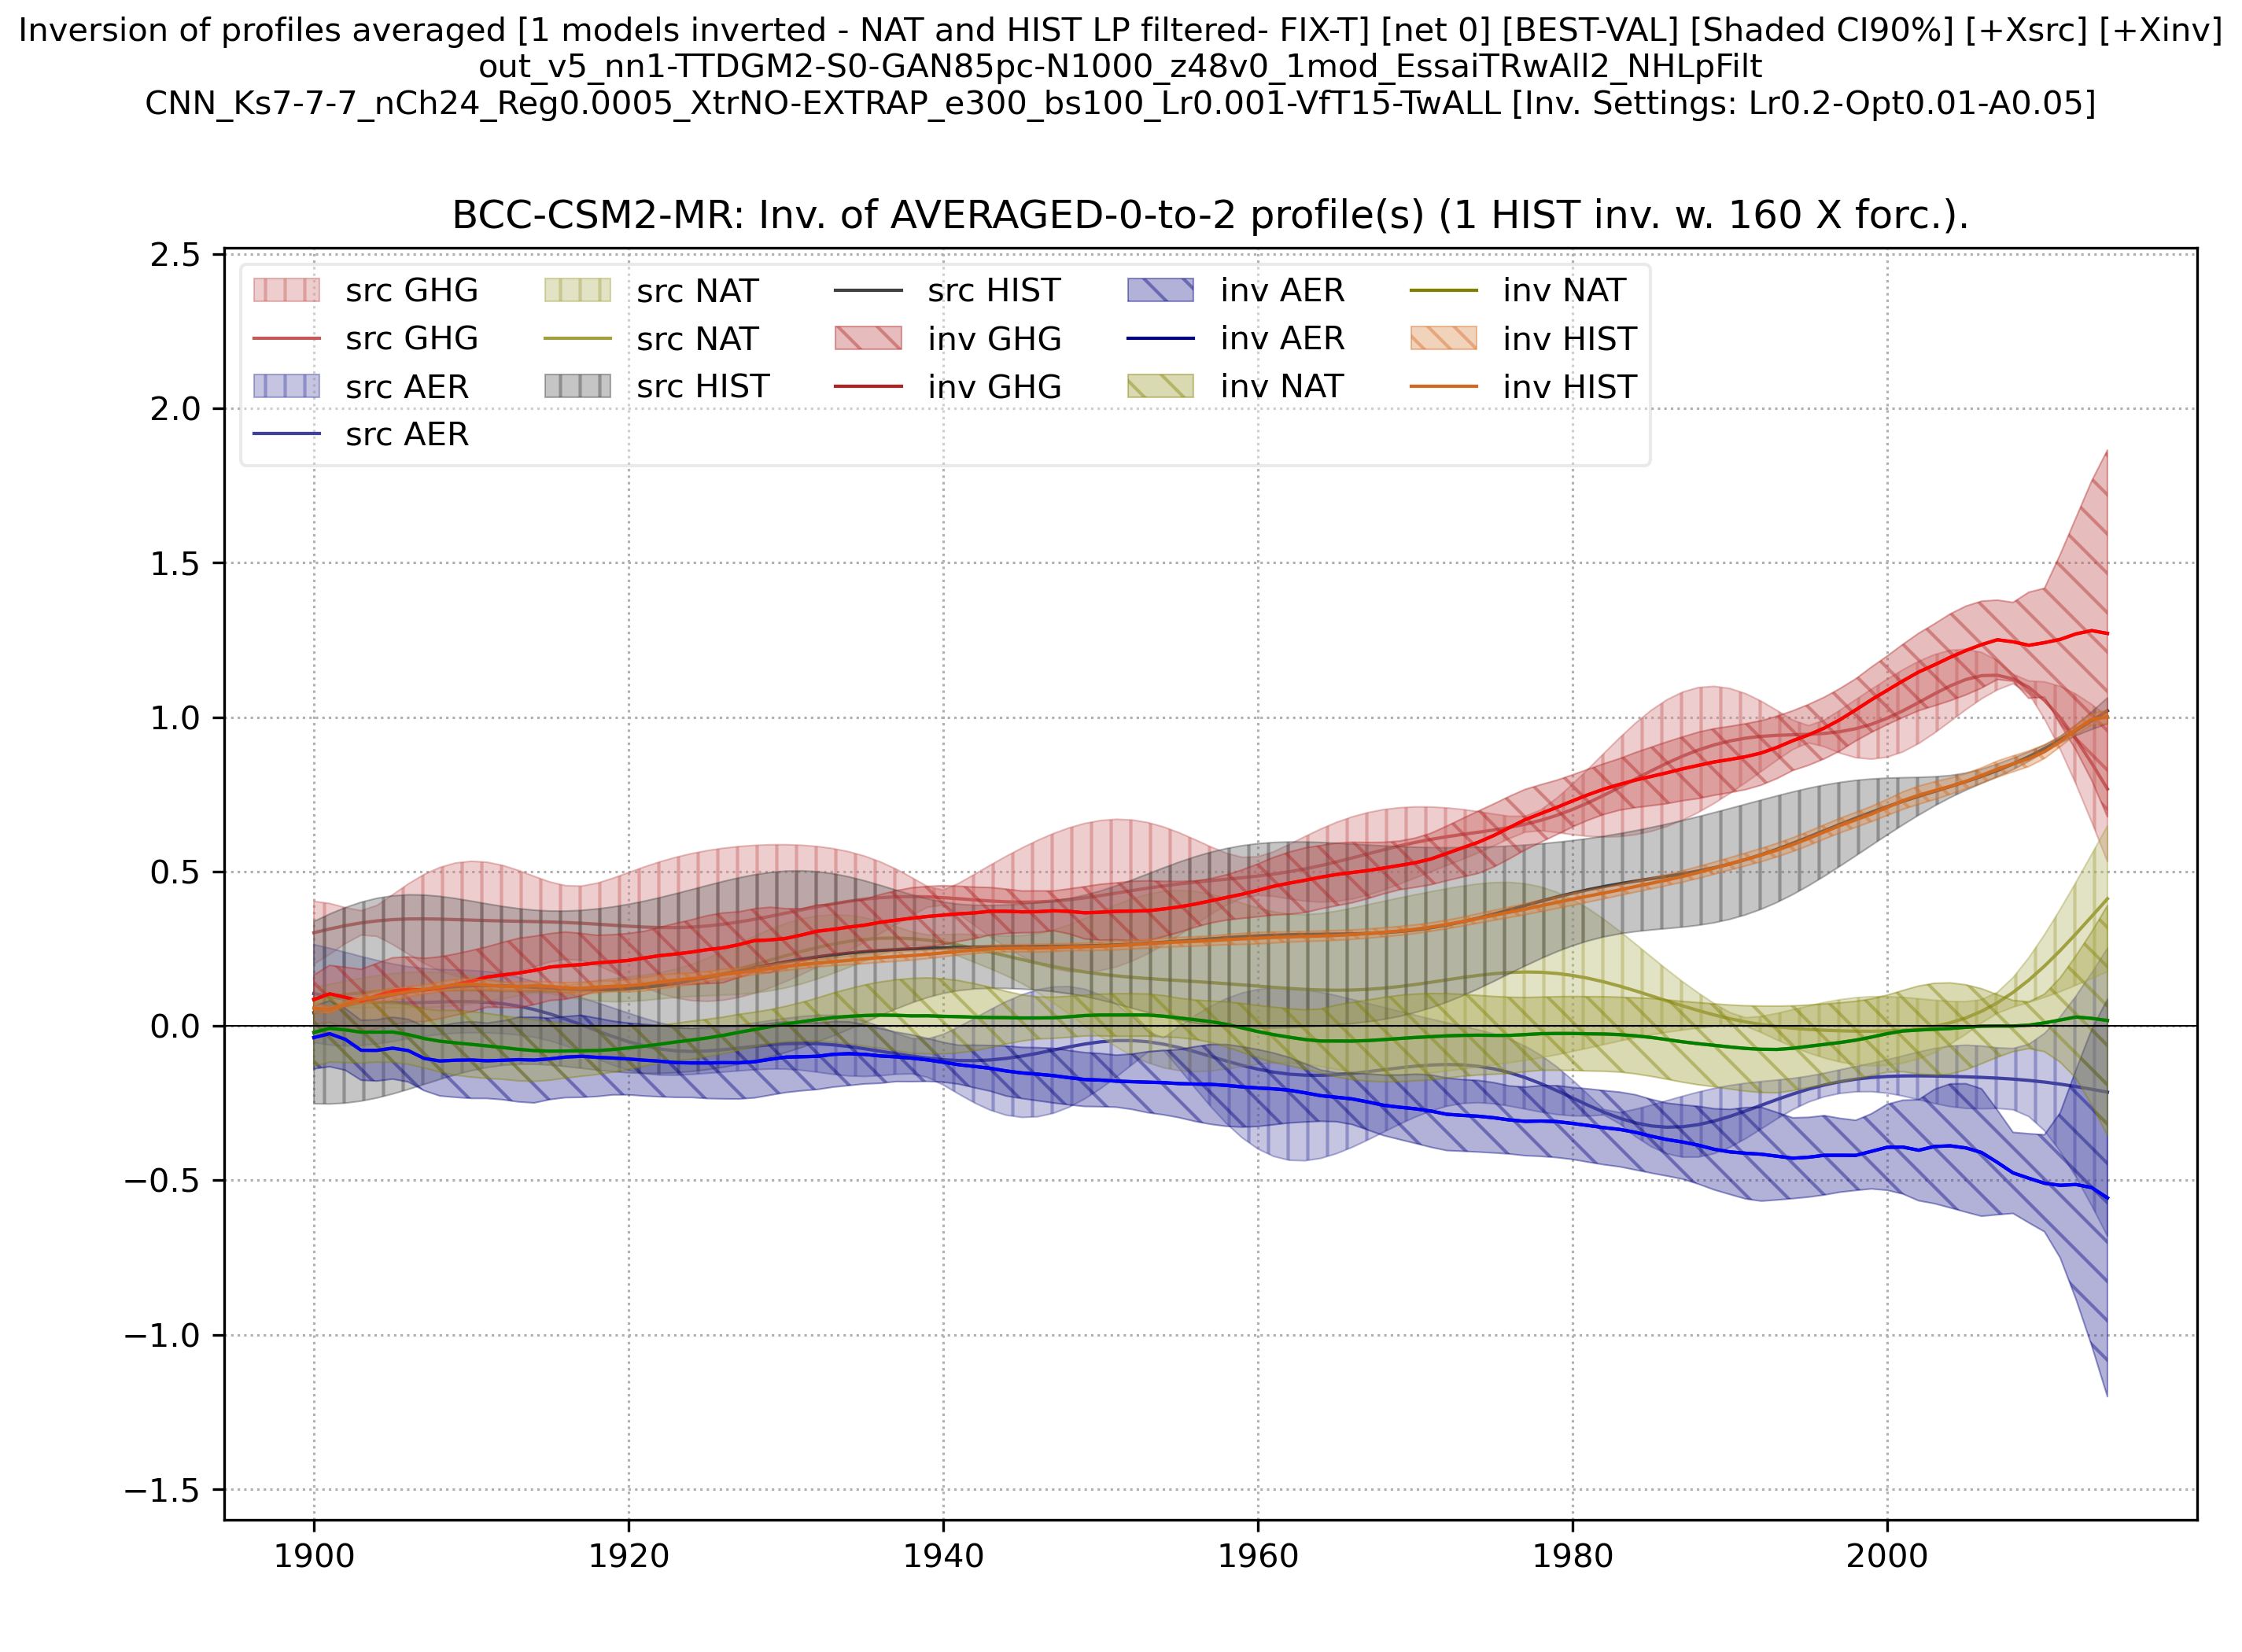 Inversion of profiles averaged [1 models inverted - NAT and HIST LP filtered- FIX-T] [net 0] [BEST-VAL] [Shaded CI90%] [+Xsrc] [+Xinv]
out_v5_nn1-TTDGM2-S0-GAN85pc-N1000_z48v0_1mod_EssaiTRwAll2_NHLpFilt
CNN_Ks7-7-7_nCh24_Reg0.0005_XtrNO-EXTRAP_e300_bs100_Lr0.001-VfT15-TwALL [Inv. Settings: Lr0.2-Opt0.01-A0.05]
BCC-CSM2-MR: Inv. of AVERAGED-0-to-2 profile(s) (1 HIST inv. w. 160 X forc.).
src GHG
src GHG
src AER
src AER
src NAT
src NAT
src HIST
src HIST
inv GHG
inv GHG
inv AER
inv AER
inv NAT
inv NAT
inv HIST
inv HIST
2.5
2.0
1.5
1.0
0.5
0.0
−0.5
−1.0
−1.5
1900 1920 1940 1960 1980 2000